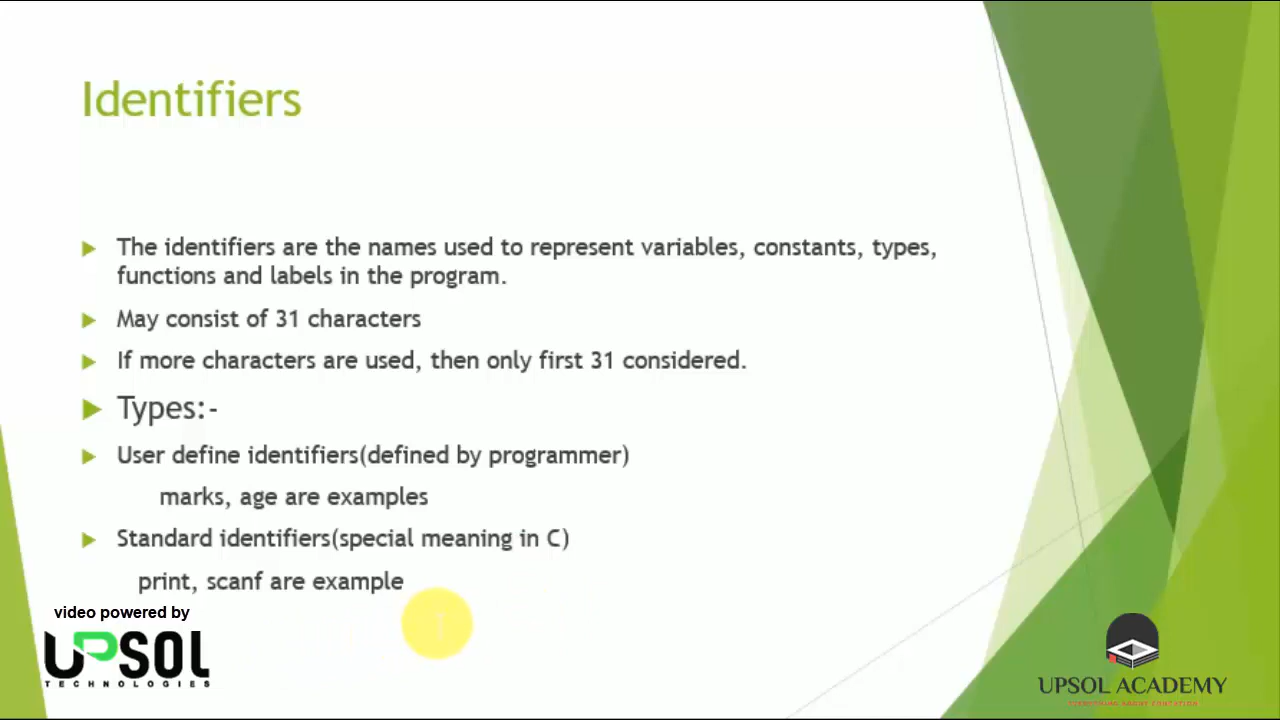 Identifiers
The identifiers are the names used to represent variables, constants, types,
functions and labels in the program.
May consist of 31 characters
If more characters are used, then only first 31 considered.
Types:-
User define identifiers(defined by programmer)
marks, age are examples
Standard identifiers(special meaning in C)
print, scanf are example
video powered by
UPSOL
TECHNOLOGIES
UPSOL ACADEMY